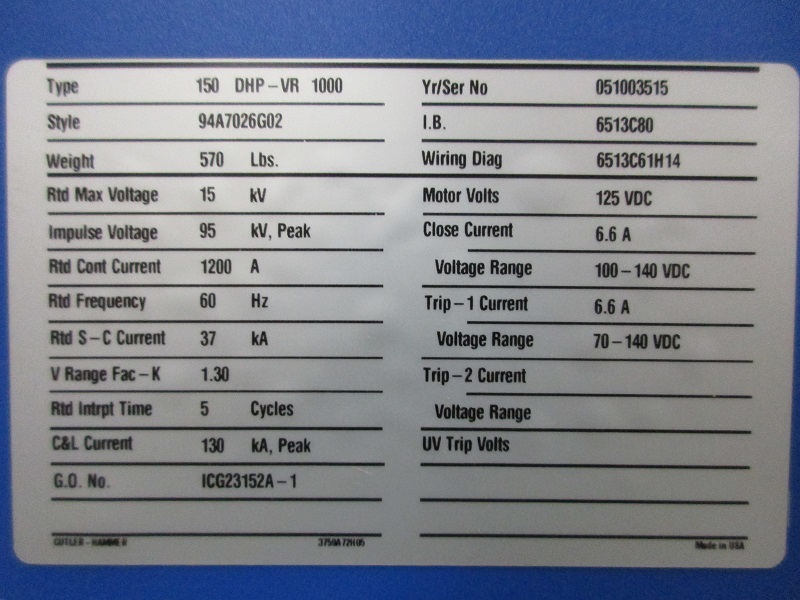 Type 150 DHP-VR 1000
Style 94A7026G02
Weight 570 Lbs.
Rtd Max Voltage 15 kV
Impulse Voltage 95 kV, Peak
Rtd Cont Current 1200 A
Rtd Frequency 60 Hz
Rtd S-C Current 37 kA
V Range Fac-K 1.30
Rtd Intrpt Time 5 Cycles
C&L Current 130 kA, Peak
G.O. No. ICG23152A-1
CUTLER-HAMMER 3759A72H05
Yr/Ser No 051003515
I.B. 6513C80
Wiring Diag 6513C61H14
Motor Volts 125 VDC
Close Current 6.6 A
Voltage Range 100-140 VDC
Trip-1 Current 6.6 A
Voltage Range 70-140 VDC
Trip-2 Current
Voltage Range
UV Trip Volts
Made in USA